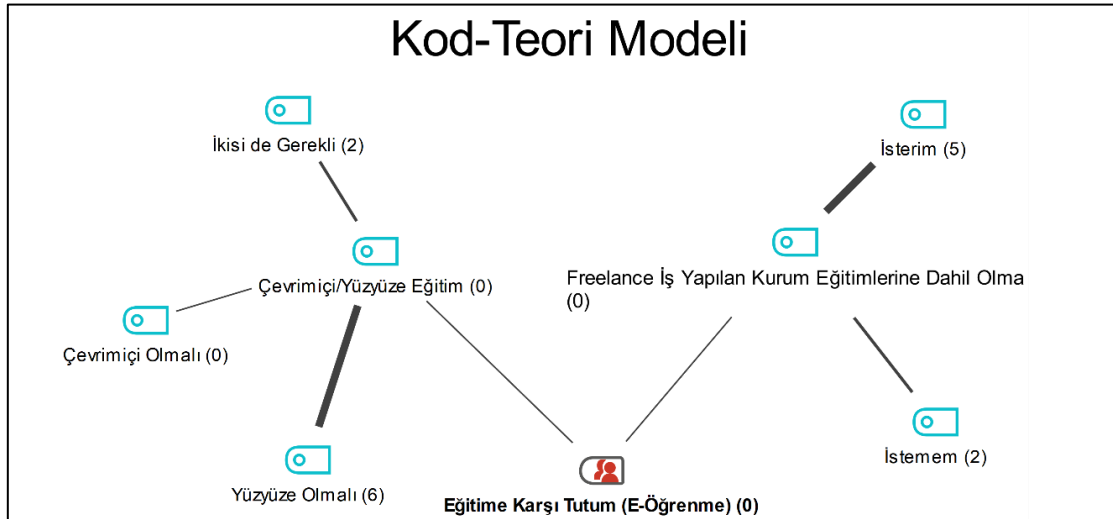 Kod-Teori Modeli
İkisi de Gerekli (2)
İsterim (5)
Çevrimiçi/Yüzyüze Eğitim (0)
Freelance İş Yapılan Kurum Eğitimlerine Dahil Olma
(0)
Çevrimiçi Olmalı (0)
Yüzyüze Olmalı (6)
İstemem (2)
Eğitime Karşı Tutum (E-Öğrenme) (0)